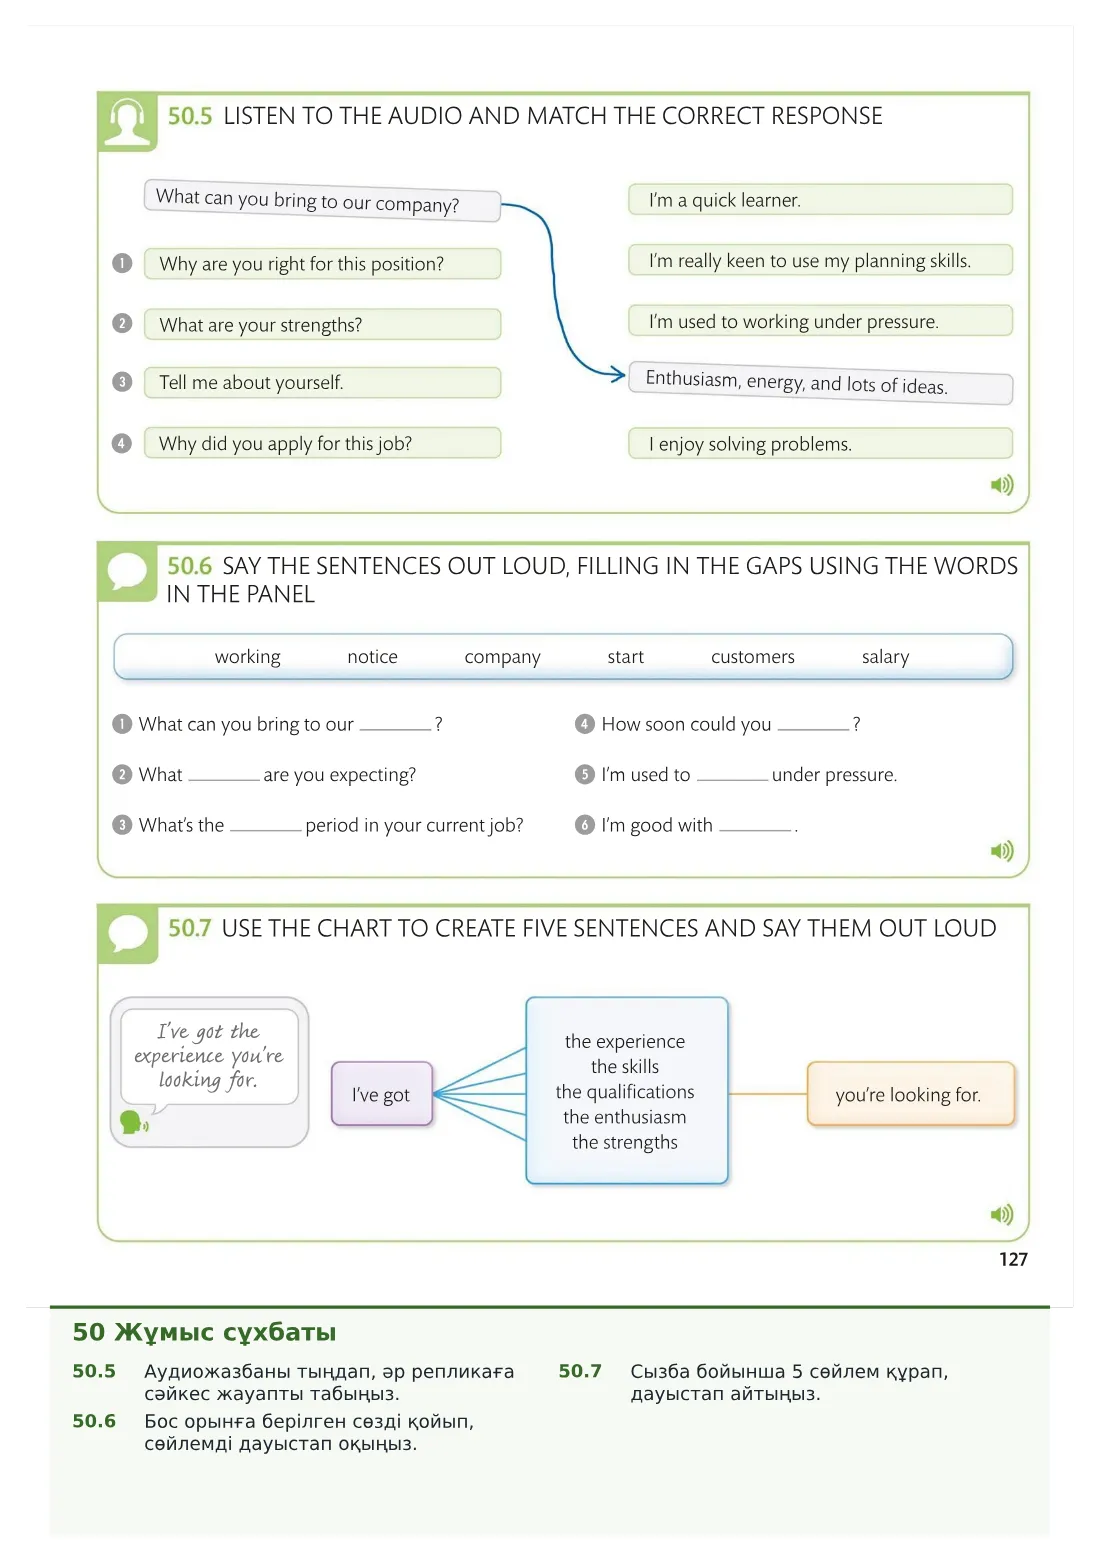 50.5 LISTEN TO THE AUDIO AND MATCH THE CORRECT RESPONSE
What can you bring to our company?
1 Why are you right for this position?
2 What are your strengths?
3 Tell me about yourself.
4 Why did you apply for this job?
I'm a quick learner.
I'm really keen to use my planning skills.
I'm used to working under pressure.
Enthusiasm, energy, and lots of ideas.
I enjoy solving problems.
50.6 SAY THE SENTENCES OUT LOUD, FILLING IN THE GAPS USING THE WORDS
IN THE PANEL
working notice company start customers salary
1 What can you bring to our ________ ?
2 What ________ are you expecting?
3 What's the ________ period in your current job?
4 How soon could you ________ ?
5 I'm used to ________ under pressure.
6 I'm good with ________ .
50.7 USE THE CHART TO CREATE FIVE SENTENCES AND SAY THEM OUT LOUD
I've got the
experience you're
looking for.
I've got
the experience
the skills
the qualifications
the enthusiasm
the strengths
you're looking for.
127
50 Жұмыс сұхбаты
50.5 Аудиожазбаны тыңдап, әр репликаға
сәйкес жауапты табыңыз.
50.6 Бос орынға берілген сөзді қойып,
сөйлемді дауыстап оқыңыз.
50.7 Сызба бойынша 5 сөйлем құрап,
дауыстап айтыңыз.